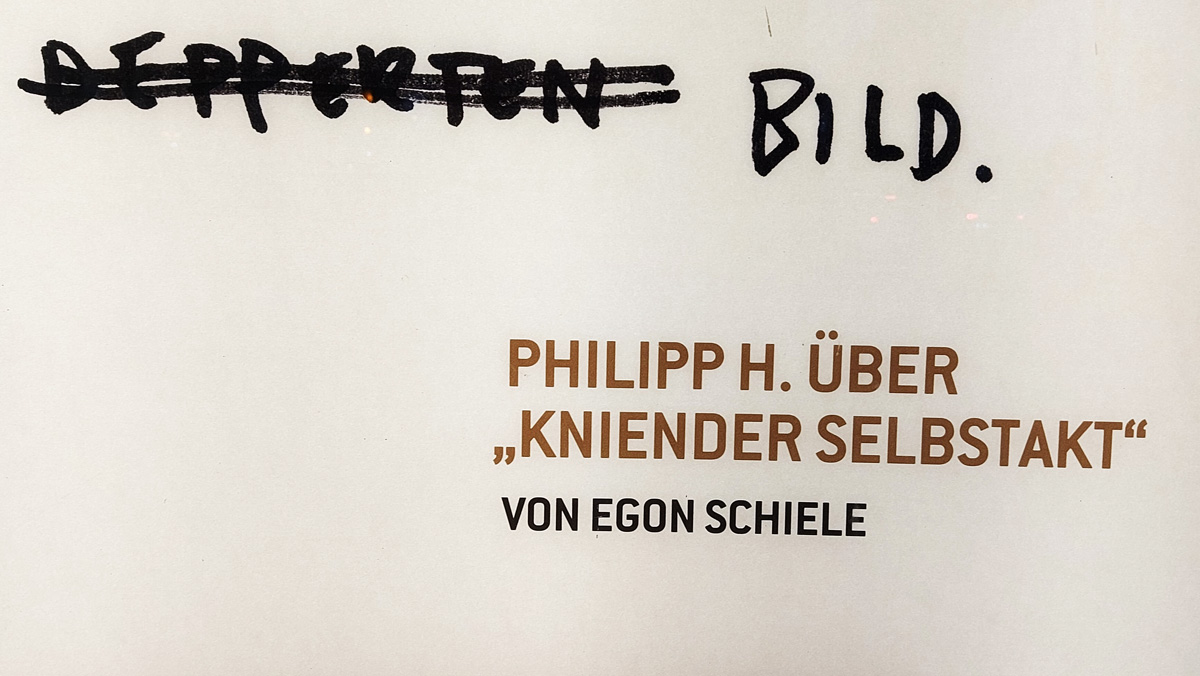 DEPPERTEN BILD.
PHILIPP H. ÜBER
„KNIENDER SELBSTAKT“
VON EGON SCHIELE